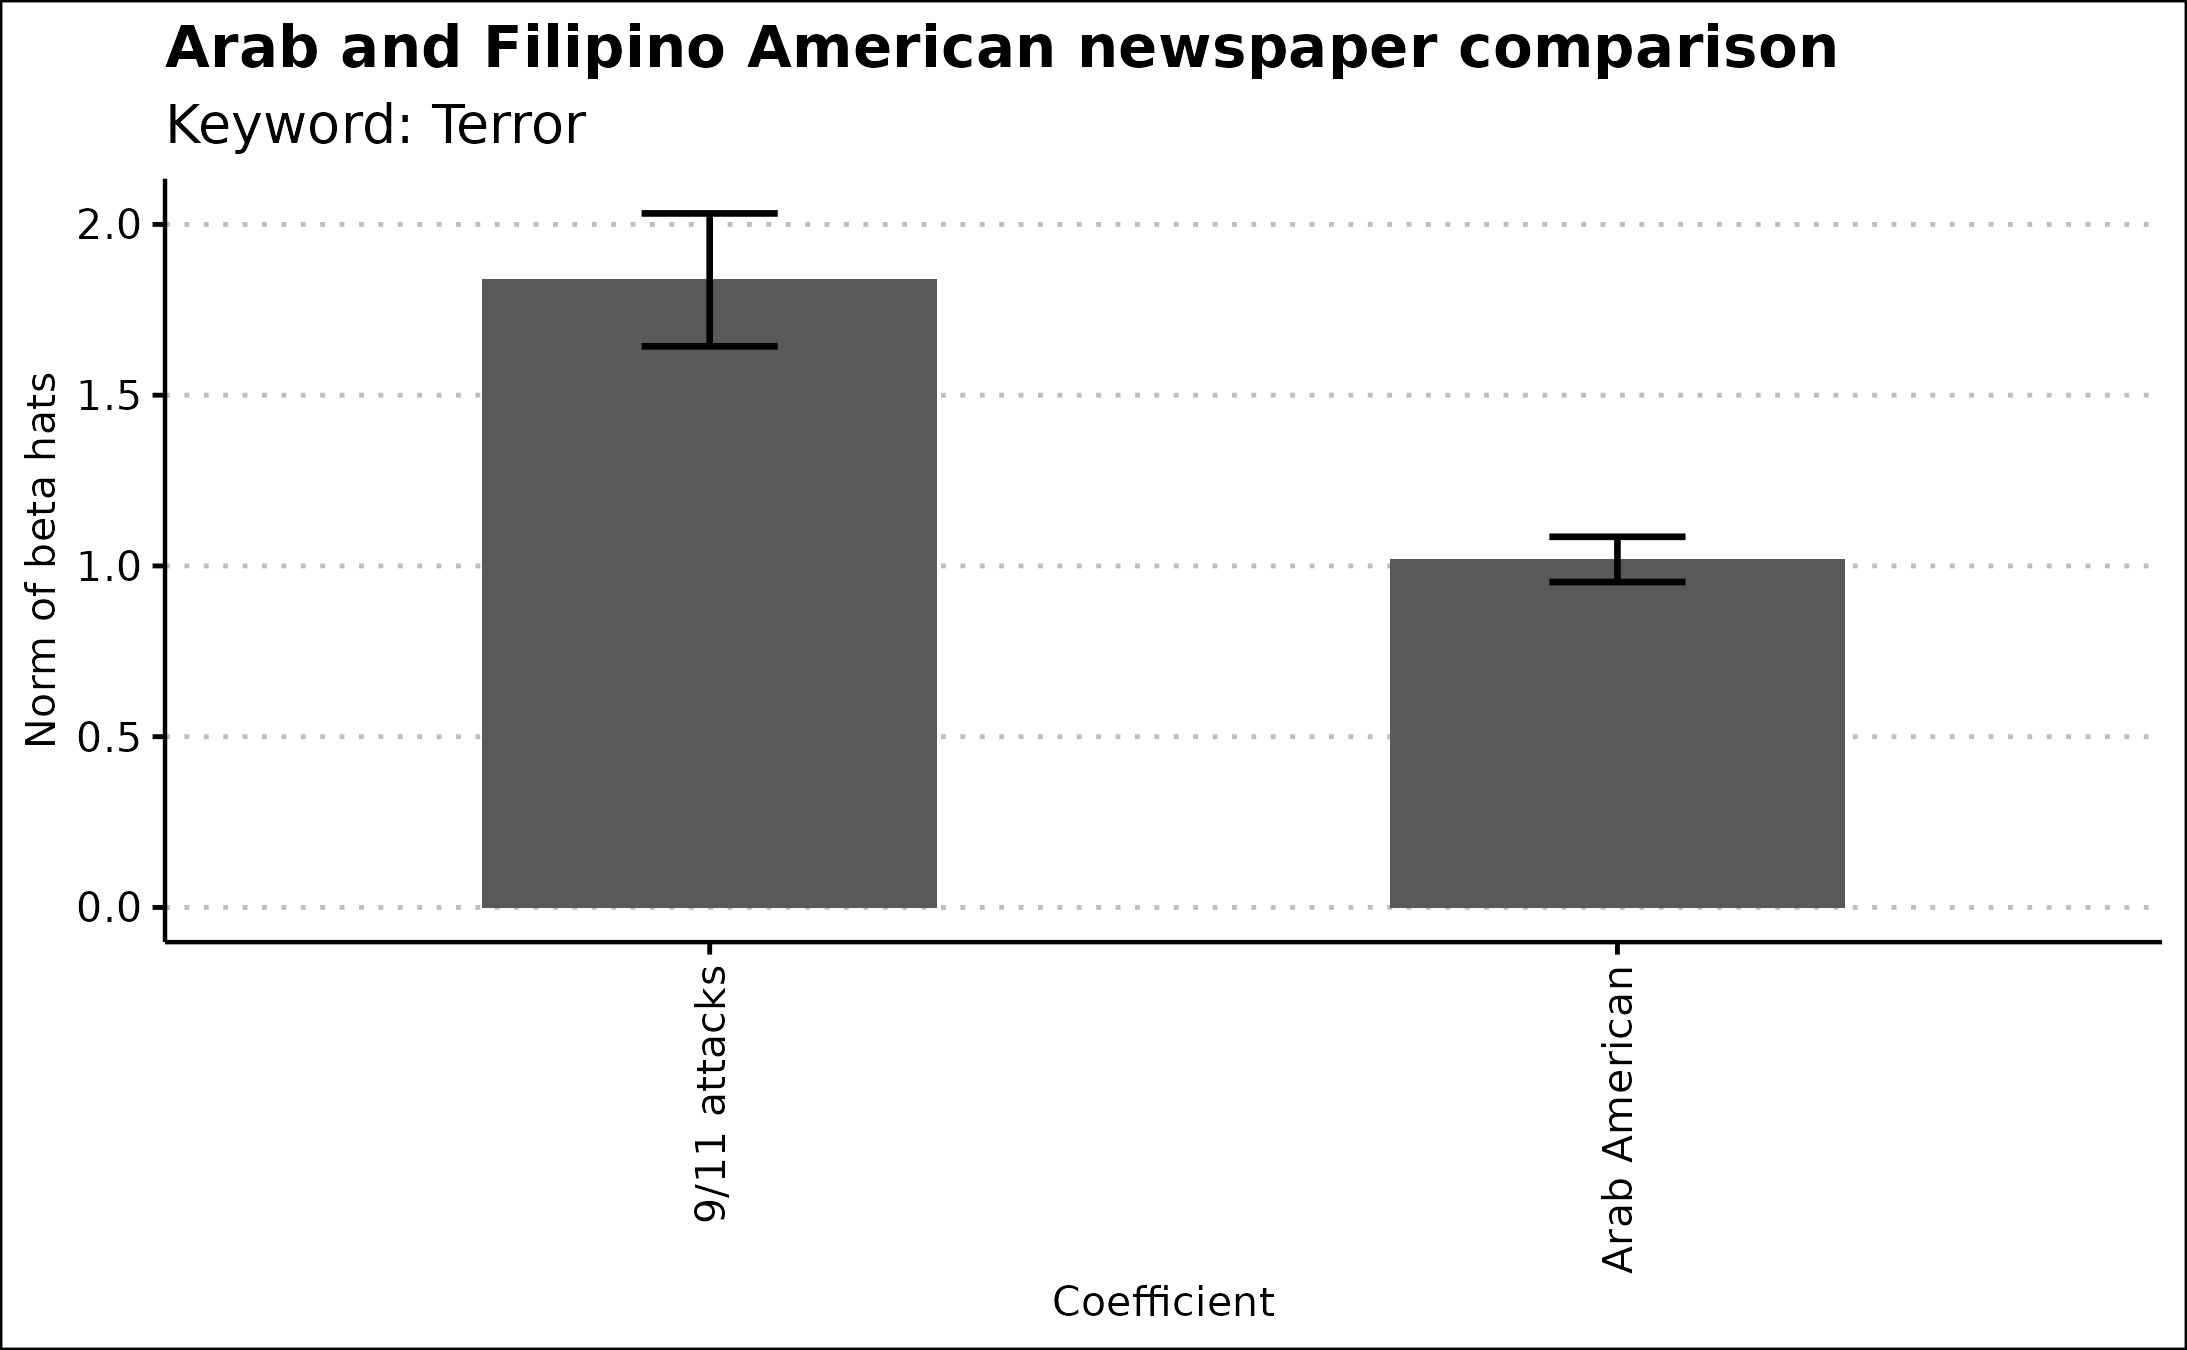 Arab and Filipino American newspaper comparison
Keyword: Terror
Norm of beta hats
2.0
1.5
1.0
0.5
0.0
9/11 attacks
Arab American
Coefficient